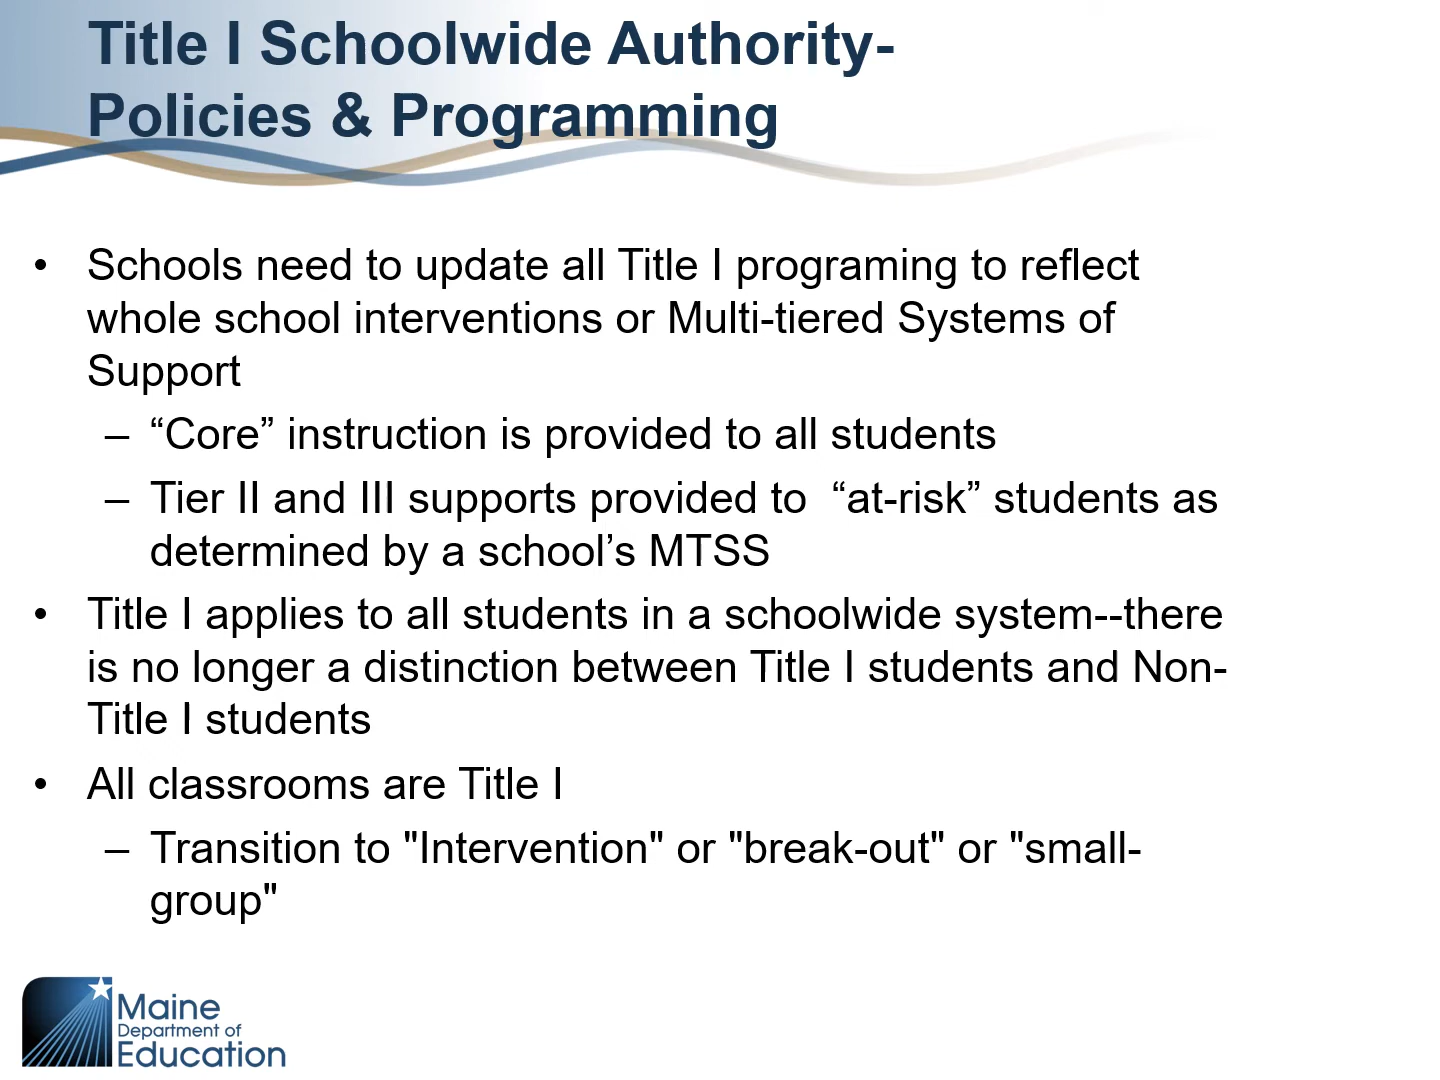 Title I Schoolwide Authority-
Policies & Programming
• Schools need to update all Title I programing to reflect
whole school interventions or Multi-tiered Systems of
Support
– “Core” instruction is provided to all students
– Tier II and III supports provided to “at-risk” students as
determined by a school’s MTSS
• Title I applies to all students in a schoolwide system--there
is no longer a distinction between Title I students and Non-
Title I students
• All classrooms are Title I
– Transition to "Intervention" or "break-out" or "small-
group"
Maine
Department of
Education